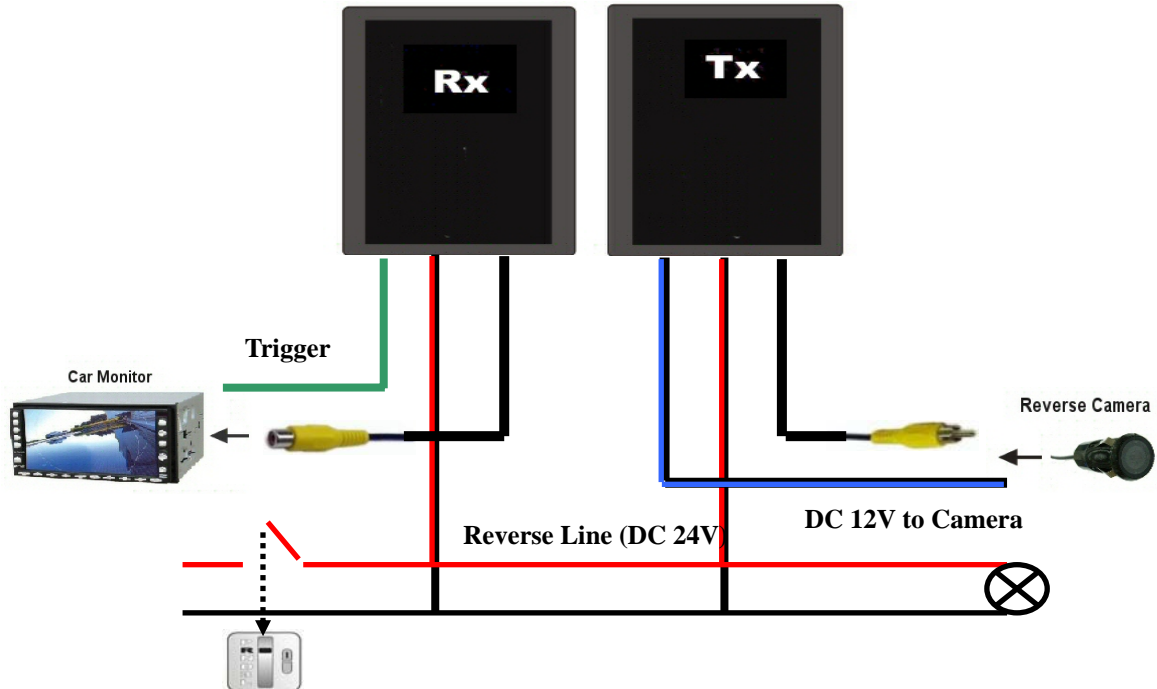 Rx
Tx
Trigger
Car Monitor
Reverse Camera
Reverse Line (DC 24V)
DC 12V to Camera
R